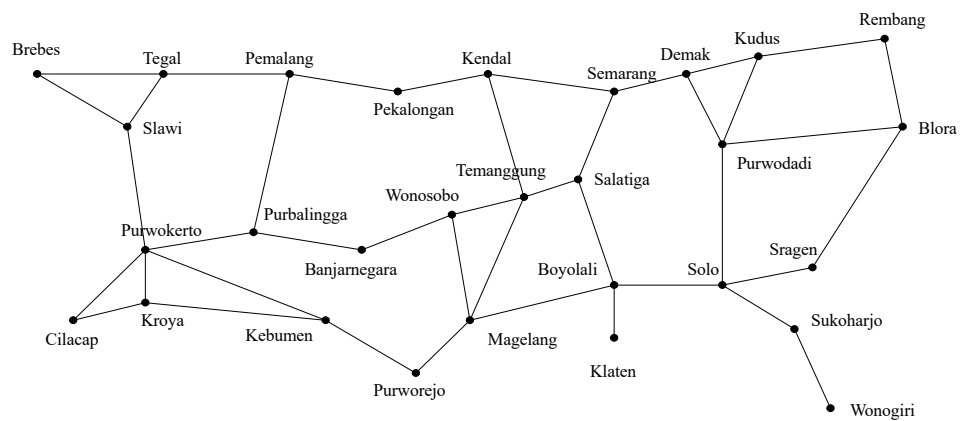 Rembang
Kudus
Brebes
Tegal
Pemalang
Kendal
Demak
Semarang
Pekalongan
Slawi
Blora
Purwodadi
Temanggung
Salatiga
Wonosobo
Purbalingga
Purwokerto
Sragen
Banjarnegara
Boyolali
Solo
Kroya
Sukoharjo
Cilacap
Kebumen
Magelang
Klaten
Purworejo
Wonogiri